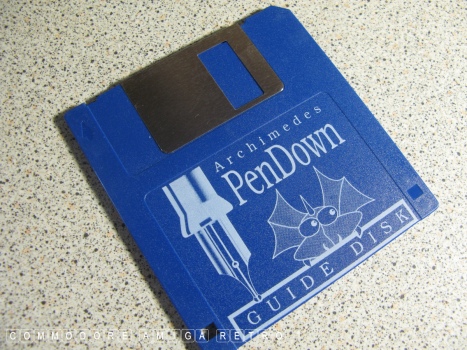 Archimedes
PenDown
GUIDE DISK
COMMODORE AMIGA RETRO